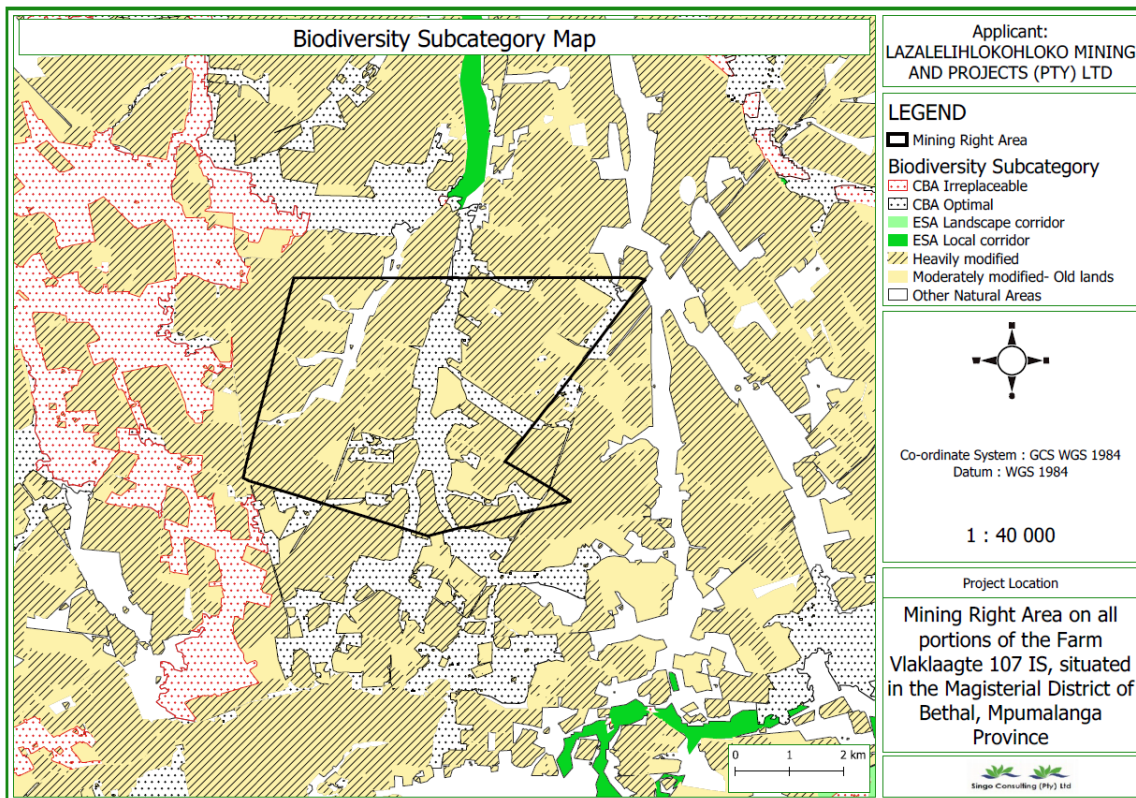 Biodiversity Subcategory Map
Applicant:
LAZALELIHLOKOHLOKO MINING
AND PROJECTS (PTY) LTD
LEGEND
Mining Right Area
Biodiversity Subcategory
CBA Irreplaceable
CBA Optimal
ESA Landscape corridor
ESA Local corridor
Heavily modified
Moderately modified- Old lands
Other Natural Areas
Co-ordinate System : GCS WGS 1984
Datum : WGS 1984
1 : 40 000
Project Location
Mining Right Area on all
portions of the Farm
Vlaklaagte 107 IS, situated
in the Magisterial District of
Bethal, Mpumalanga
Province
0 1 2 km
Singo Consulting (Pty) Ltd